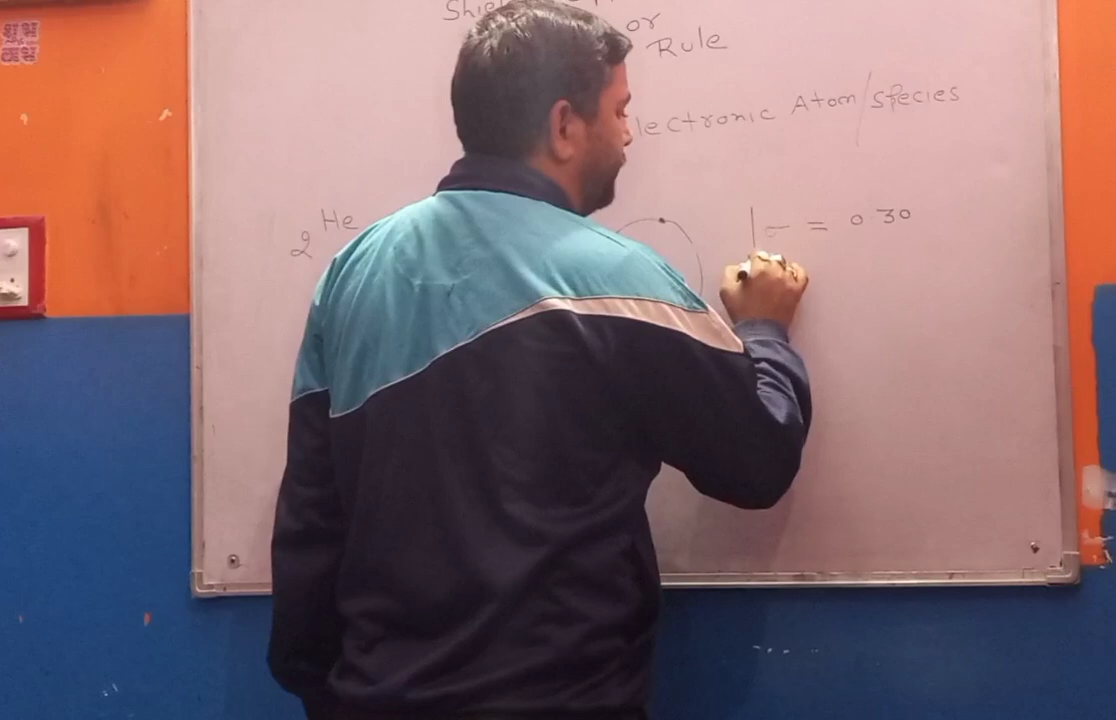 or
Rule
lectronic Atom/species
2 He
σ = 0.30